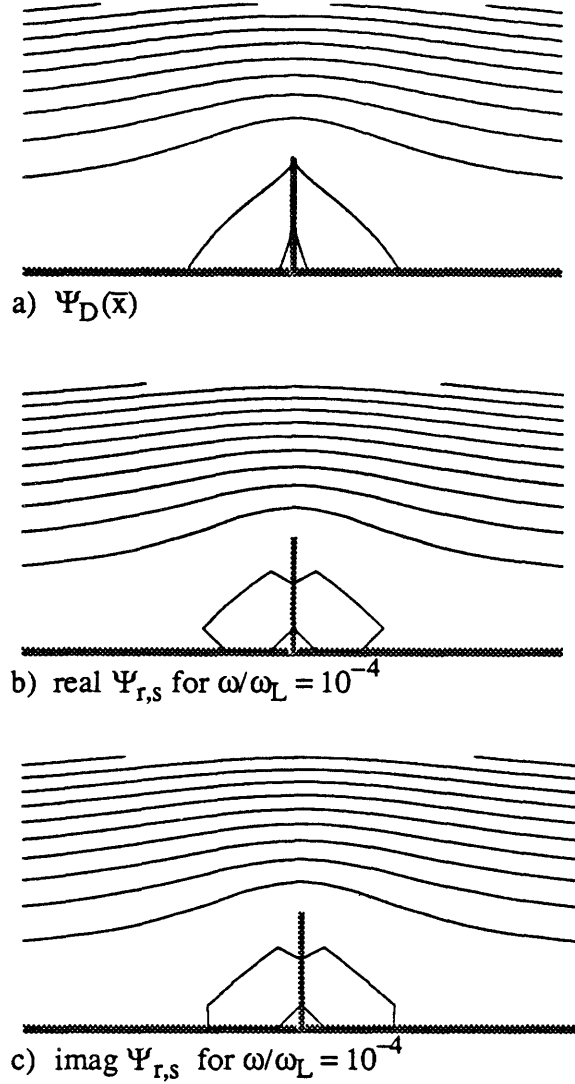 a) Ψ_D(x̄)
b) real Ψ_r,s for ω/ω_L = 10⁻⁴
c) imag Ψ_r,s for ω/ω_L = 10⁻⁴